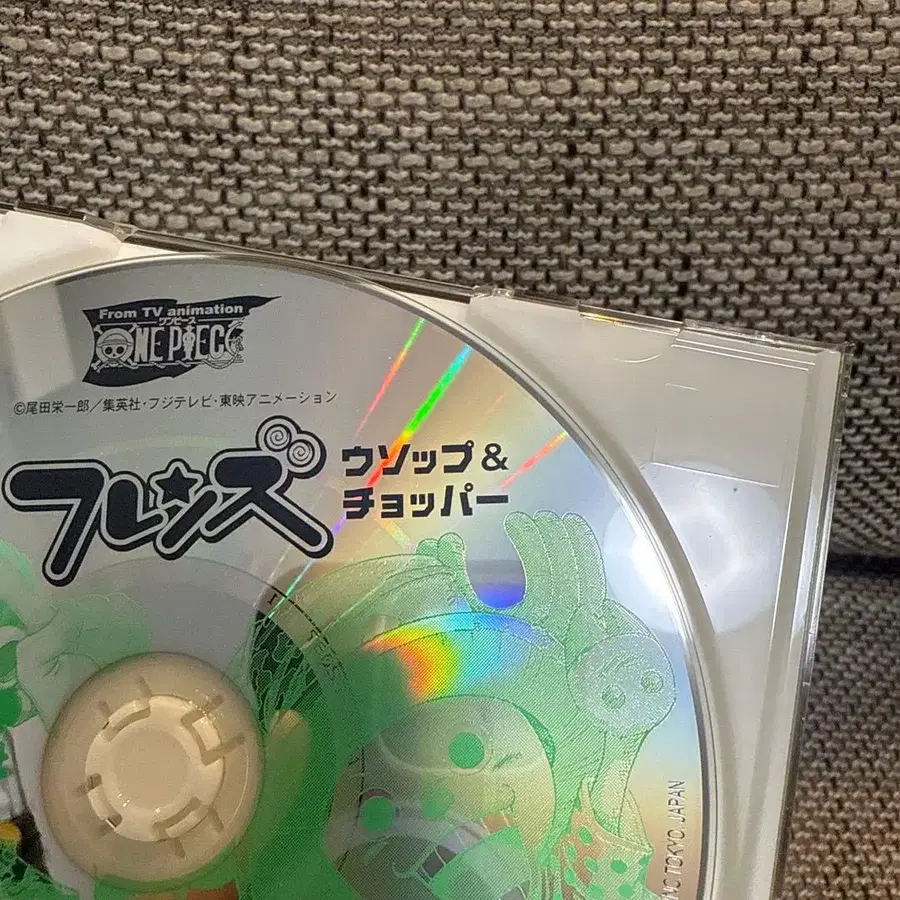 From TV animation
ワンピース
ONE PIECE
©尾田栄一郎／集英社・フジテレビ・東映アニメーション
フレンズ
ウソップ&
チョッパー
TOKYO, JAPAN